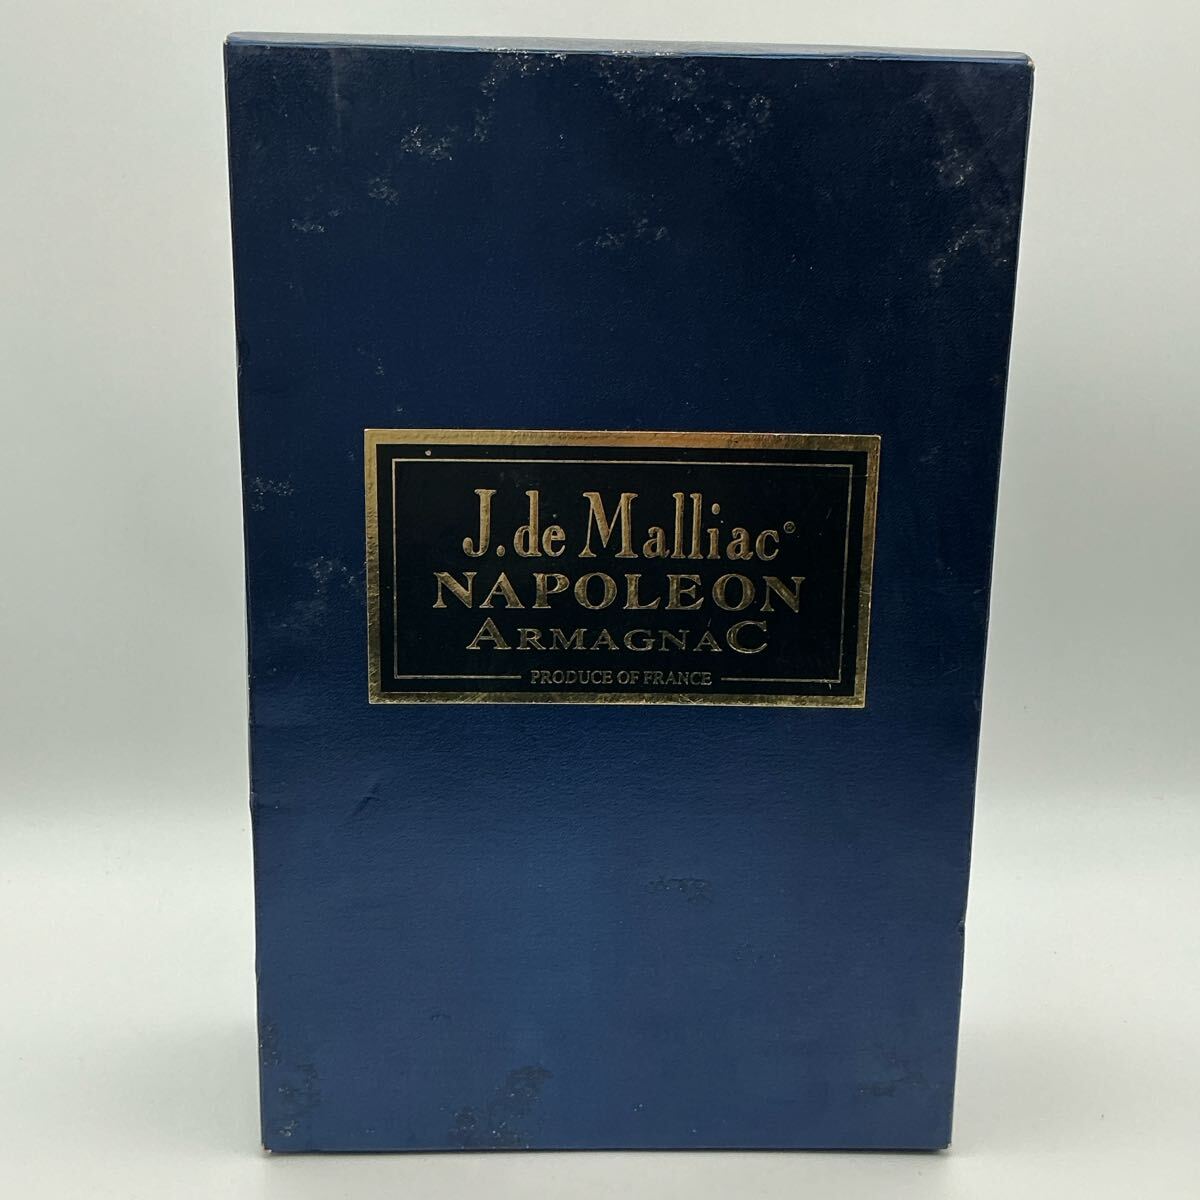 J. de Malliac®
NAPOLEON
ARMAGNAC
PRODUCE OF FRANCE